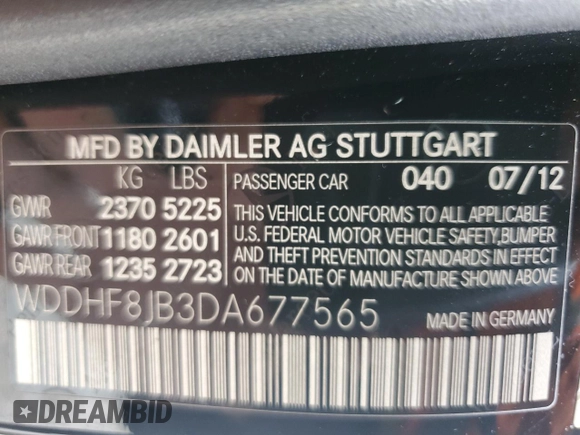 MFD BY DAIMLER AG STUTTGART
KG LBS
GVWR 2370 5225
GAWR FRONT 1180 2601
GAWR REAR 1235 2723
PASSENGER CAR 040 07/12
THIS VEHICLE CONFORMS TO ALL APPLICABLE
U.S. FEDERAL MOTOR VEHICLE SAFETY, BUMPER
AND THEFT PREVENTION STANDARDS IN EFFECT
ON THE DATE OF MANUFACTURE SHOWN ABOVE
WDDHF8JB3DA677565
MADE IN GERMANY
DREAMBID